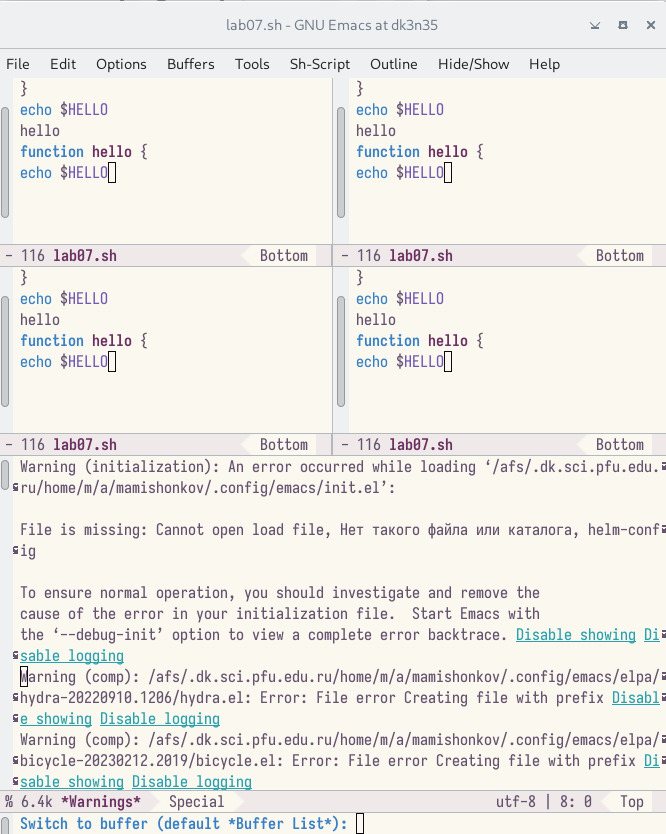 lab07.sh - GNU Emacs at dk3n35
File Edit Options Buffers Tools Sh-Script Outline Hide/Show Help
}
echo $HELLO
hello
function hello {
echo $HELLO
- 116 lab07.sh Bottom
}
echo $HELLO
hello
function hello {
echo $HELLO
- 116 lab07.sh Bottom
}
echo $HELLO
hello
function hello {
echo $HELLO
- 116 lab07.sh Bottom
}
echo $HELLO
hello
function hello {
echo $HELLO
- 116 lab07.sh Bottom
Warning (initialization): An error occurred while loading ‘/afs/.dk.sci.pfu.edu.
ru/home/m/a/mamishonkov/.config/emacs/init.el’:
File is missing: Cannot open load file, Нет такого файла или каталога, helm-conf
ig
To ensure normal operation, you should investigate and remove the
cause of the error in your initialization file.  Start Emacs with
the ‘--debug-init’ option to view a complete error backtrace. Disable showing Di
sable logging
Warning (comp): /afs/.dk.sci.pfu.edu.ru/home/m/a/mamishonkov/.config/emacs/elpa/
hydra-20220910.1206/hydra.el: Error: File error Creating file with prefix Disabl
e showing Disable logging
Warning (comp): /afs/.dk.sci.pfu.edu.ru/home/m/a/mamishonkov/.config/emacs/elpa/
bicycle-20230212.2019/bicycle.el: Error: File error Creating file with prefix Di
sable showing Disable logging
% 6.4k *Warnings* Special utf-8 | 8: 0 Top
Switch to buffer (default *Buffer List*):